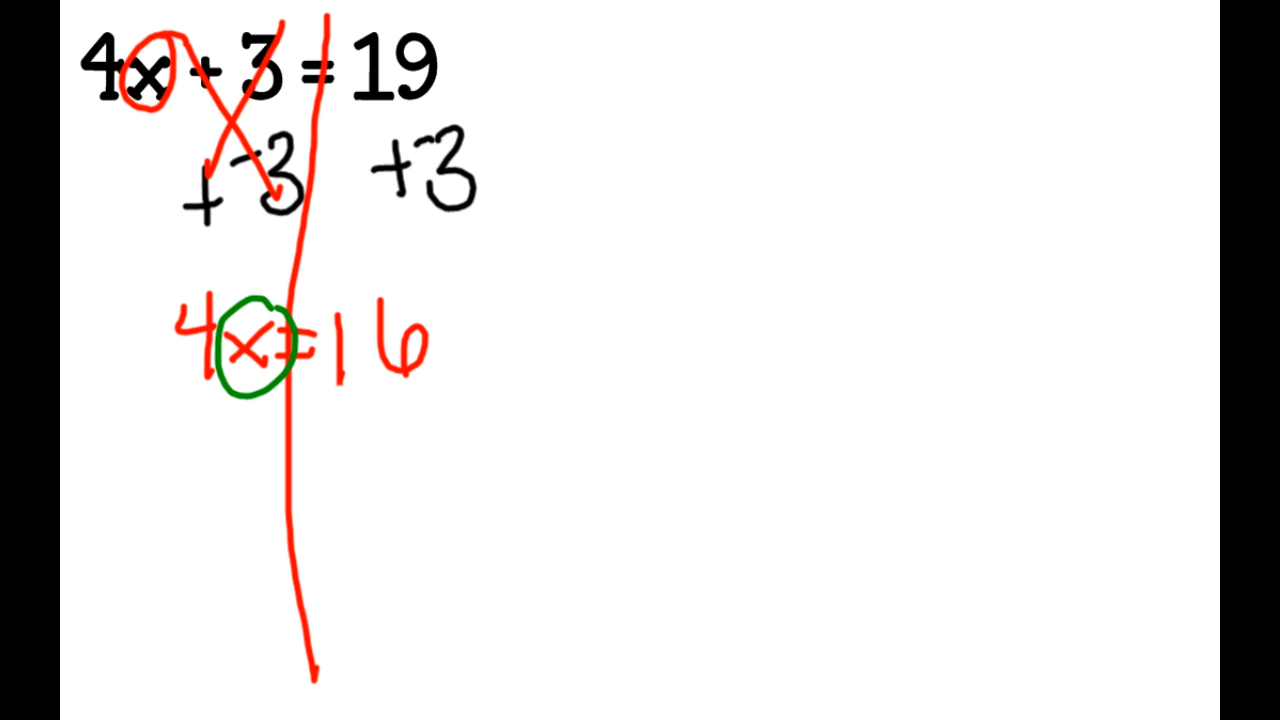 4x + 3 = 19
+ -3 + -3
4x = 16